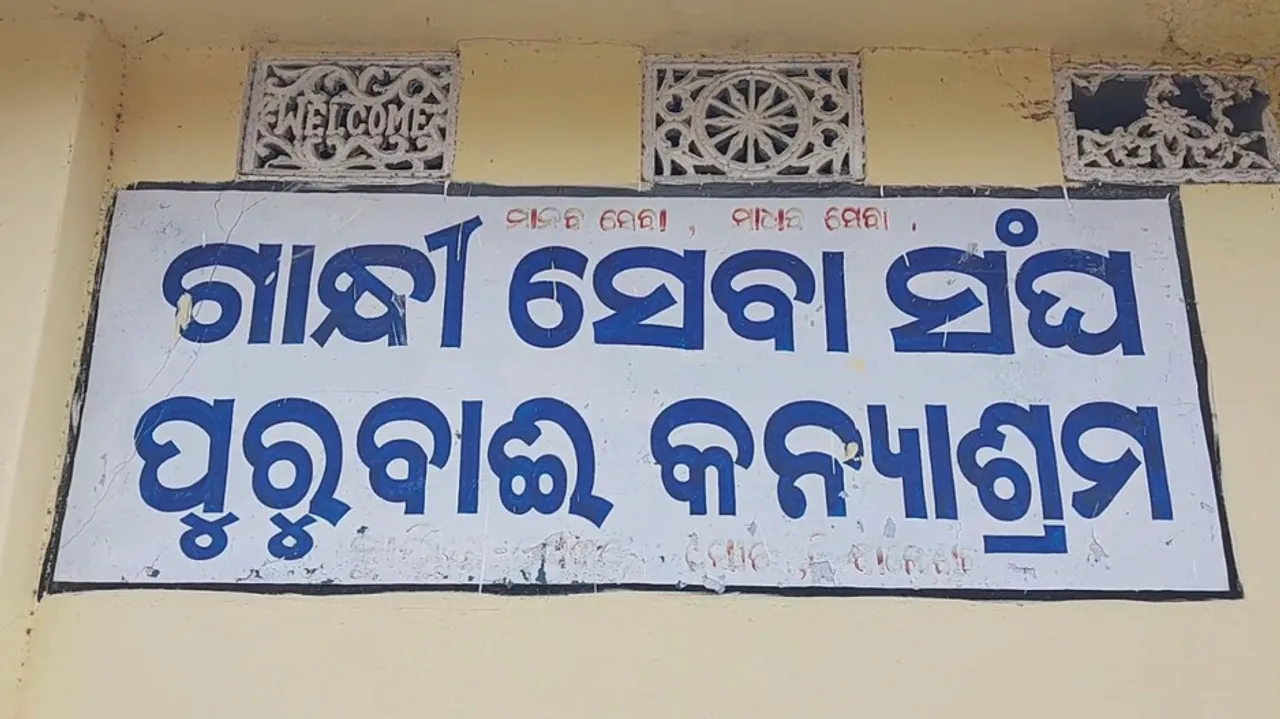 WELCOME
ମାନବ ସେବା, ମାଧବ ସେବା.
ଗାନ୍ଧୀ ସେବା ସଂଘ
ପୁରୁବାଇ କନ୍ୟାଶ୍ରମ